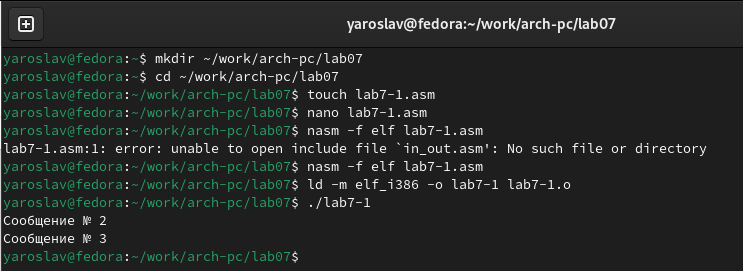 yaroslav@fedora:~/work/arch-pc/lab07
yaroslav@fedora:~$ mkdir ~/work/arch-pc/lab07
yaroslav@fedora:~$ cd ~/work/arch-pc/lab07
yaroslav@fedora:~/work/arch-pc/lab07$ touch lab7-1.asm
yaroslav@fedora:~/work/arch-pc/lab07$ nano lab7-1.asm
yaroslav@fedora:~/work/arch-pc/lab07$ nasm -f elf lab7-1.asm
lab7-1.asm:1: error: unable to open include file `in_out.asm': No such file or directory
yaroslav@fedora:~/work/arch-pc/lab07$ nasm -f elf lab7-1.asm
yaroslav@fedora:~/work/arch-pc/lab07$ ld -m elf_i386 -o lab7-1 lab7-1.o
yaroslav@fedora:~/work/arch-pc/lab07$ ./lab7-1
Сообщение № 2
Сообщение № 3
yaroslav@fedora:~/work/arch-pc/lab07$